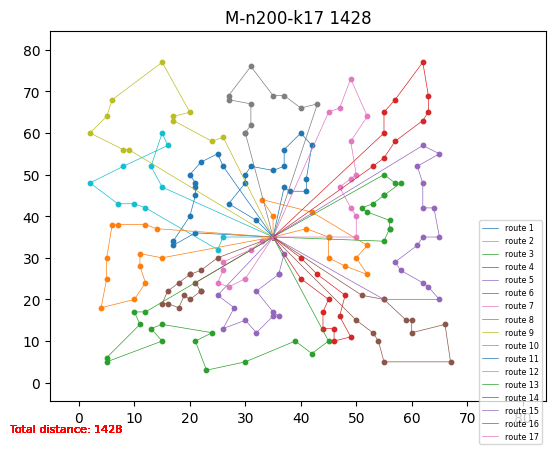 M-n200-k17 1428
80
70
60
50
40
30
20
10
0
0 10 20 30 40 50 60 70 80
route 1
route 2
route 3
route 4
route 5
route 6
route 7
route 8
route 9
route 10
route 11
route 12
route 13
route 14
route 15
route 16
route 17
Total distance: 1428